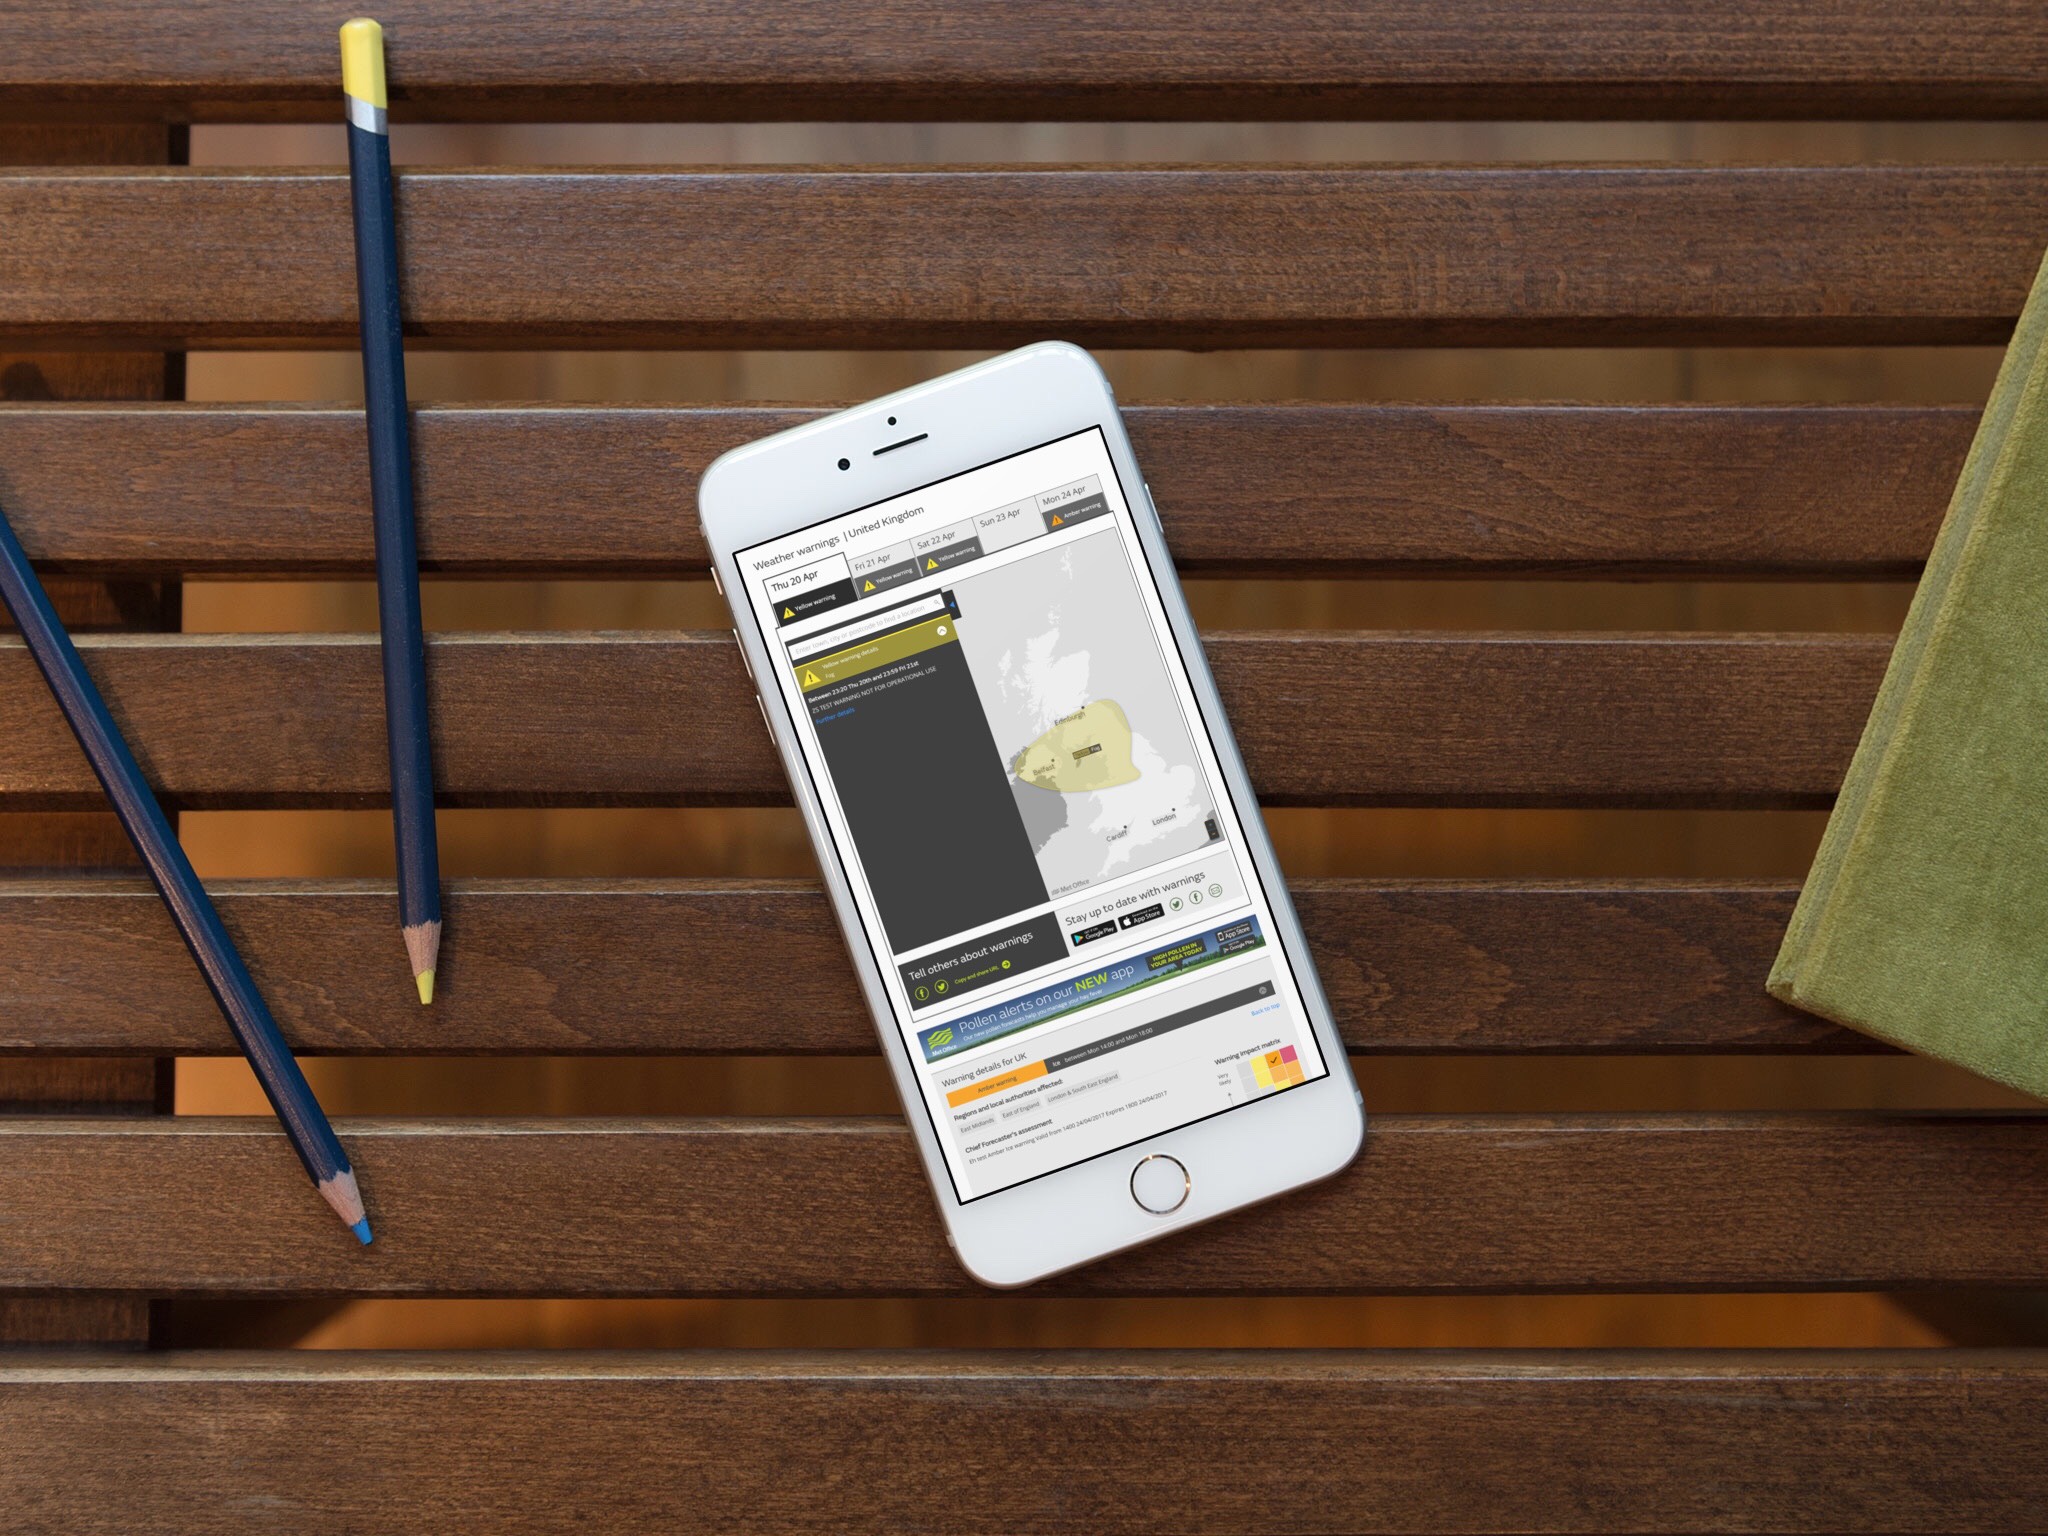 Weather warnings | United Kingdom
Thu 20 Apr
Yellow warning
Fri 21 Apr
Yellow warning
Sat 22 Apr
Yellow warning
Sun 23 Apr
Mon 24 Apr
Amber warning
Enter town, city or postcode to find a location
Yellow warning details
Fog
Between 23:20 Thu 20th and 23:59 Fri 21st
ZS TEST WARNING NOT FOR OPERATIONAL USE
Further details
Edinburgh
Fog
Belfast
Cardiff
London
Met Office
Tell others about warnings
Copy and share URL
Stay up to date with warnings
Google Play
App Store
Met Office
Pollen alerts on our NEW app
Our new pollen forecasts help you manage your hay fever
HIGH POLLEN IN
YOUR AREA TODAY
App Store
Google Play
Warning details for UK
Back to top
Amber warning
Ice between Mon 14:00 and Mon 18:00
Regions and local authorities affected:
East Midlands
East of England
London & South East England
Chief Forecaster's assessment
Eh test Amber Ice warning Valid from 1400 24/04/2017 Expires 1800 24/04/2017
Warning impact matrix
Very
likely